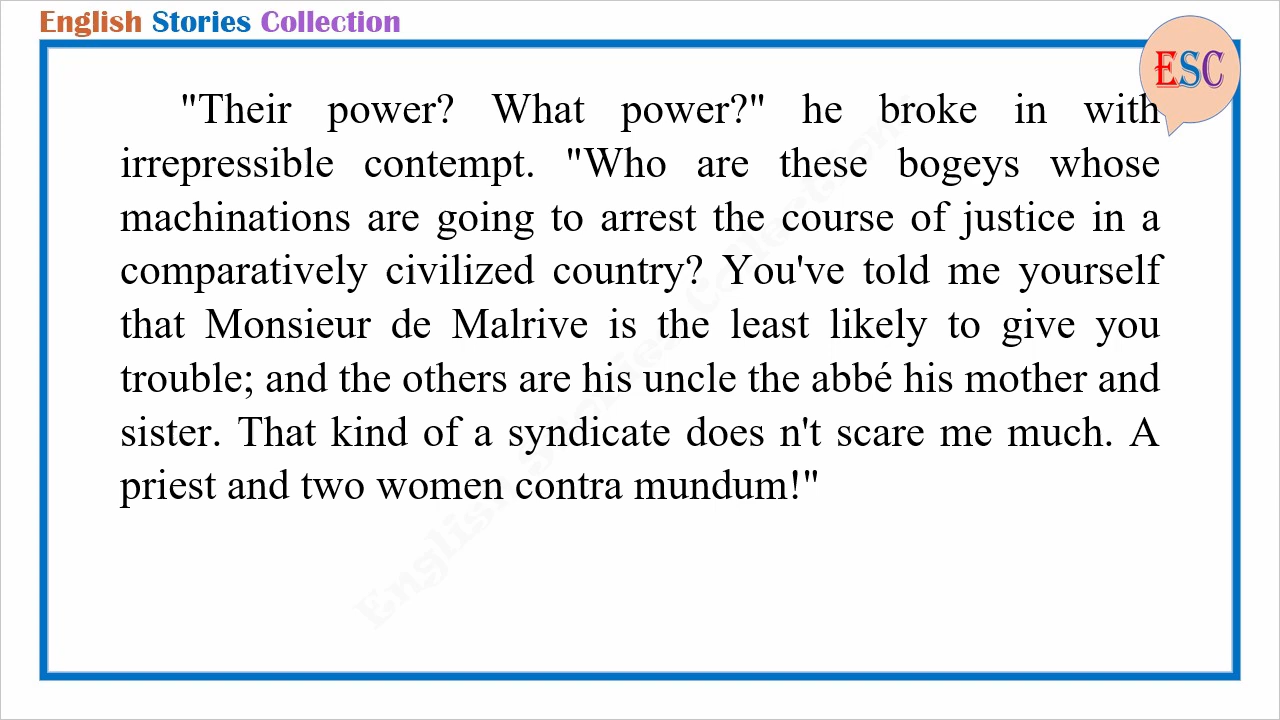 English Stories Collection
ESC
"Their power? What power?" he broke in with
irrepressible contempt. "Who are these bogeys whose
machinations are going to arrest the course of justice in a
comparatively civilized country? You've told me yourself
that Monsieur de Malrive is the least likely to give you
trouble; and the others are his uncle the abbé his mother and
sister. That kind of a syndicate does n't scare me much. A
priest and two women contra mundum!"
English Stories Collection